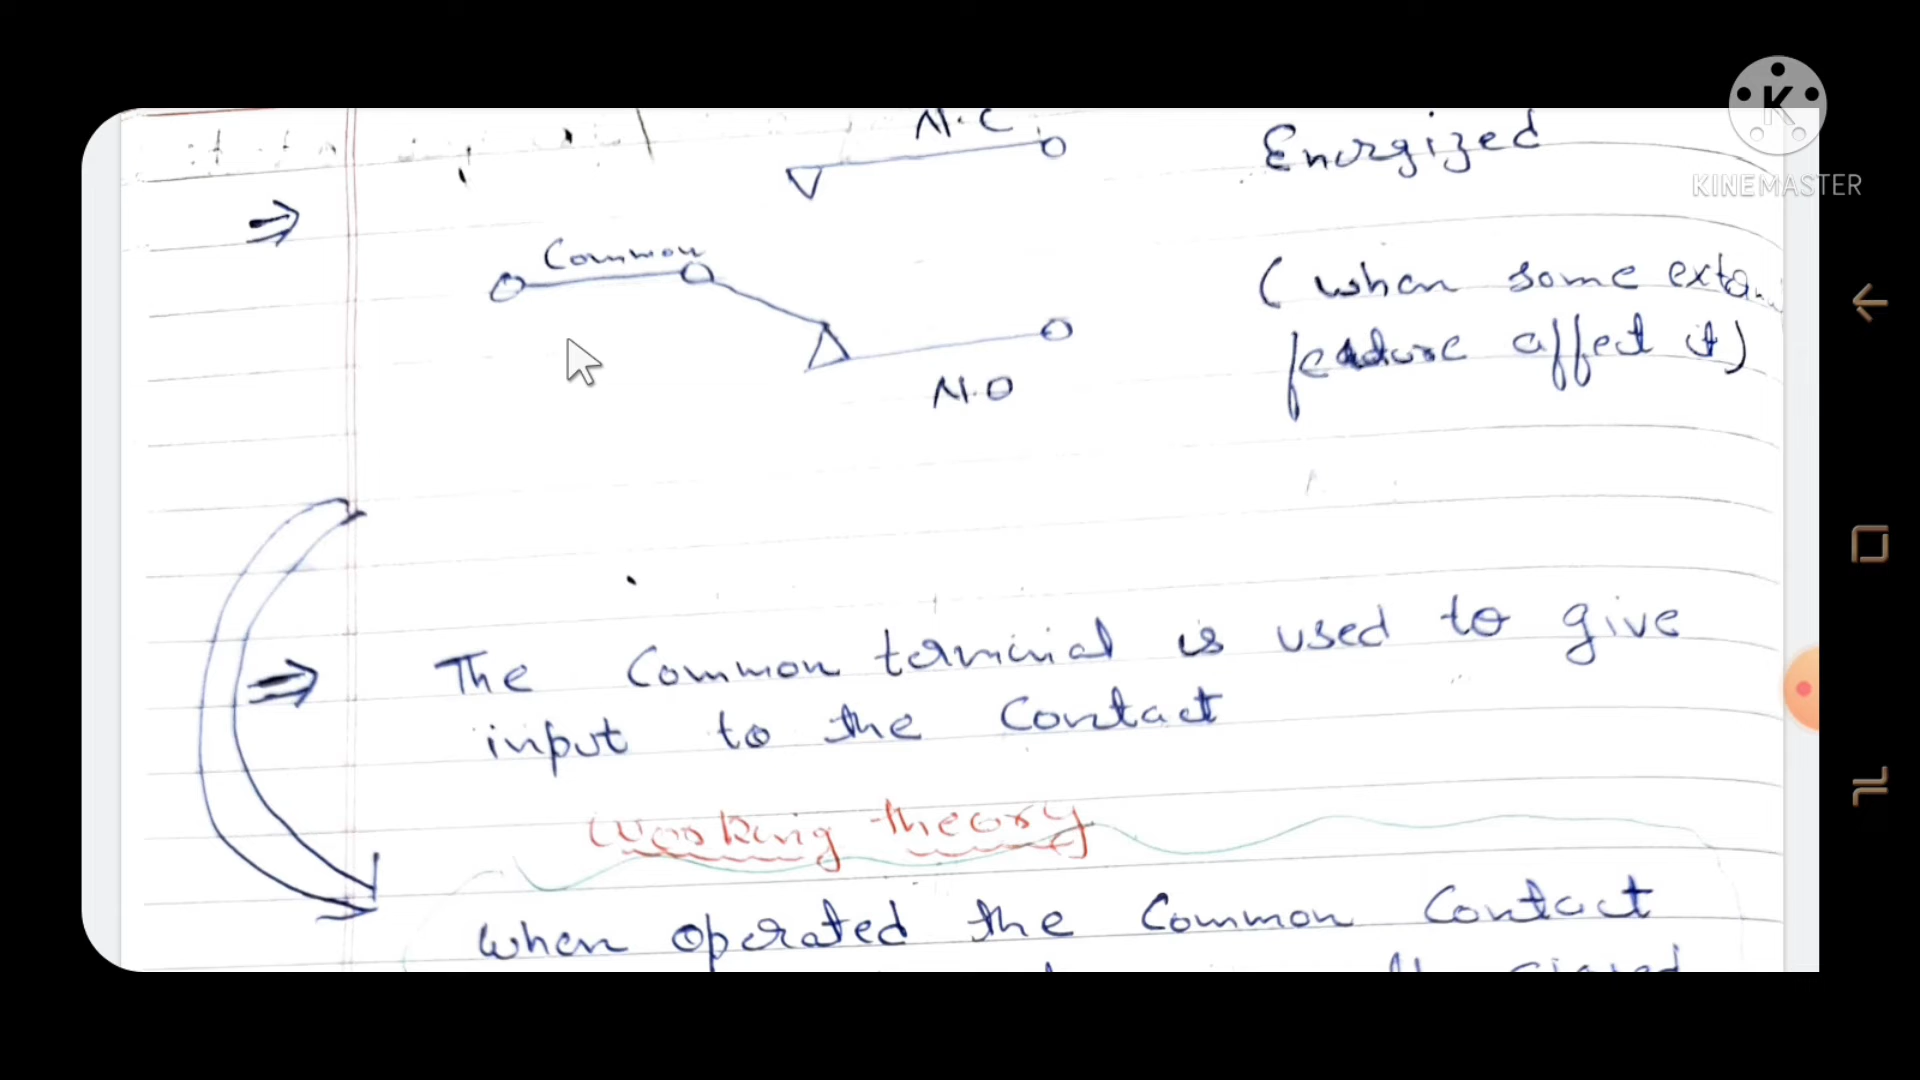 N.C
Energized
KINEMASTER
Common
(when some exta
feature affect it)
N.O
The Common terminal is used to give
input to the Contact
Working theory
when operated the Common Contact